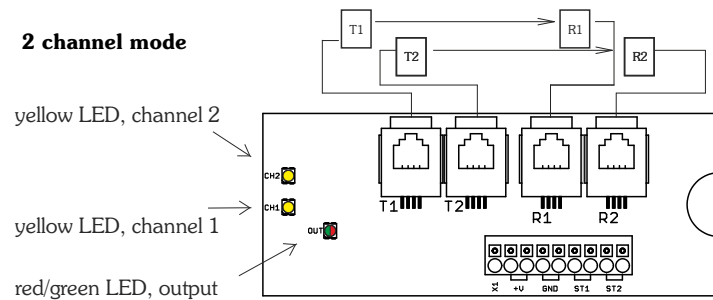 2 channel mode
T1
R1
T2
R2
yellow LED, channel 2
CH2
yellow LED, channel 1
CH1
OUT
T1
T2
R1
R2
red/green LED, output
X1 +V GND ST1 ST2